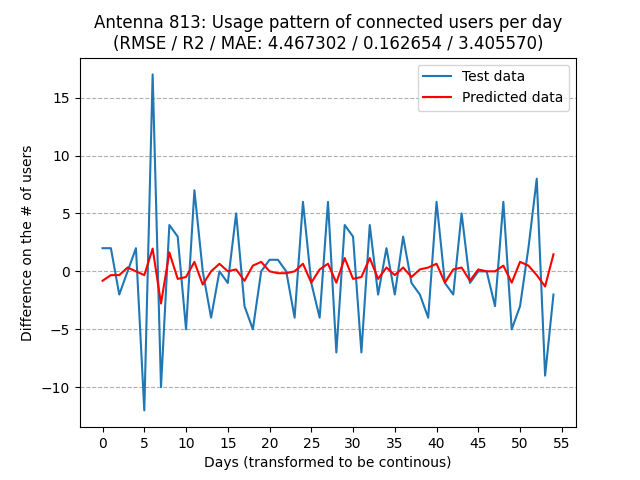 Antenna 813: Usage pattern of connected users per day
(RMSE / R2 / MAE: 4.467302 / 0.162654 / 3.405570)
Test data
Predicted data
Difference on the # of users
15
10
5
0
−5
−10
0 5 10 15 20 25 30 35 40 45 50 55
Days (transformed to be continous)